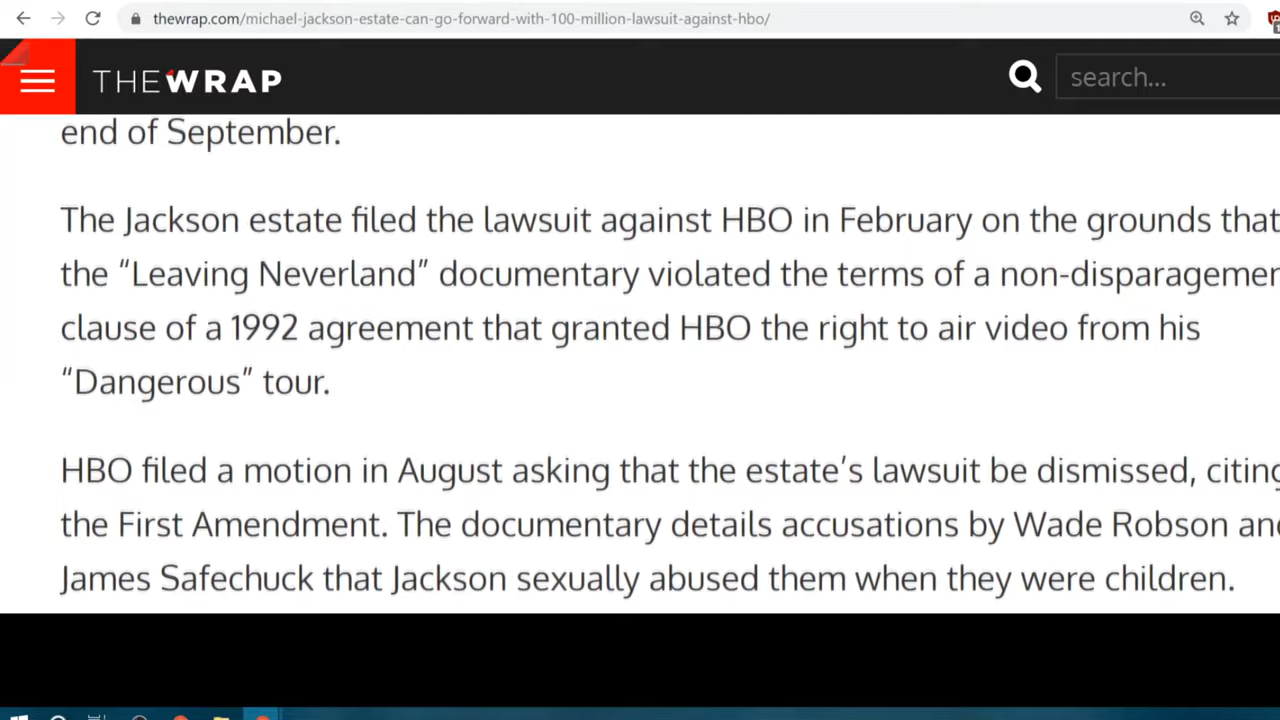 thewrap.com/michael-jackson-estate-can-go-forward-with-100-million-lawsuit-against-hbo/
THE WRAP
search...
end of September.
The Jackson estate filed the lawsuit against HBO in February on the grounds that
the “Leaving Neverland” documentary violated the terms of a non-disparagemen
clause of a 1992 agreement that granted HBO the right to air video from his
“Dangerous” tour.
HBO filed a motion in August asking that the estate’s lawsuit be dismissed, citing
the First Amendment. The documentary details accusations by Wade Robson and
James Safechuck that Jackson sexually abused them when they were children.